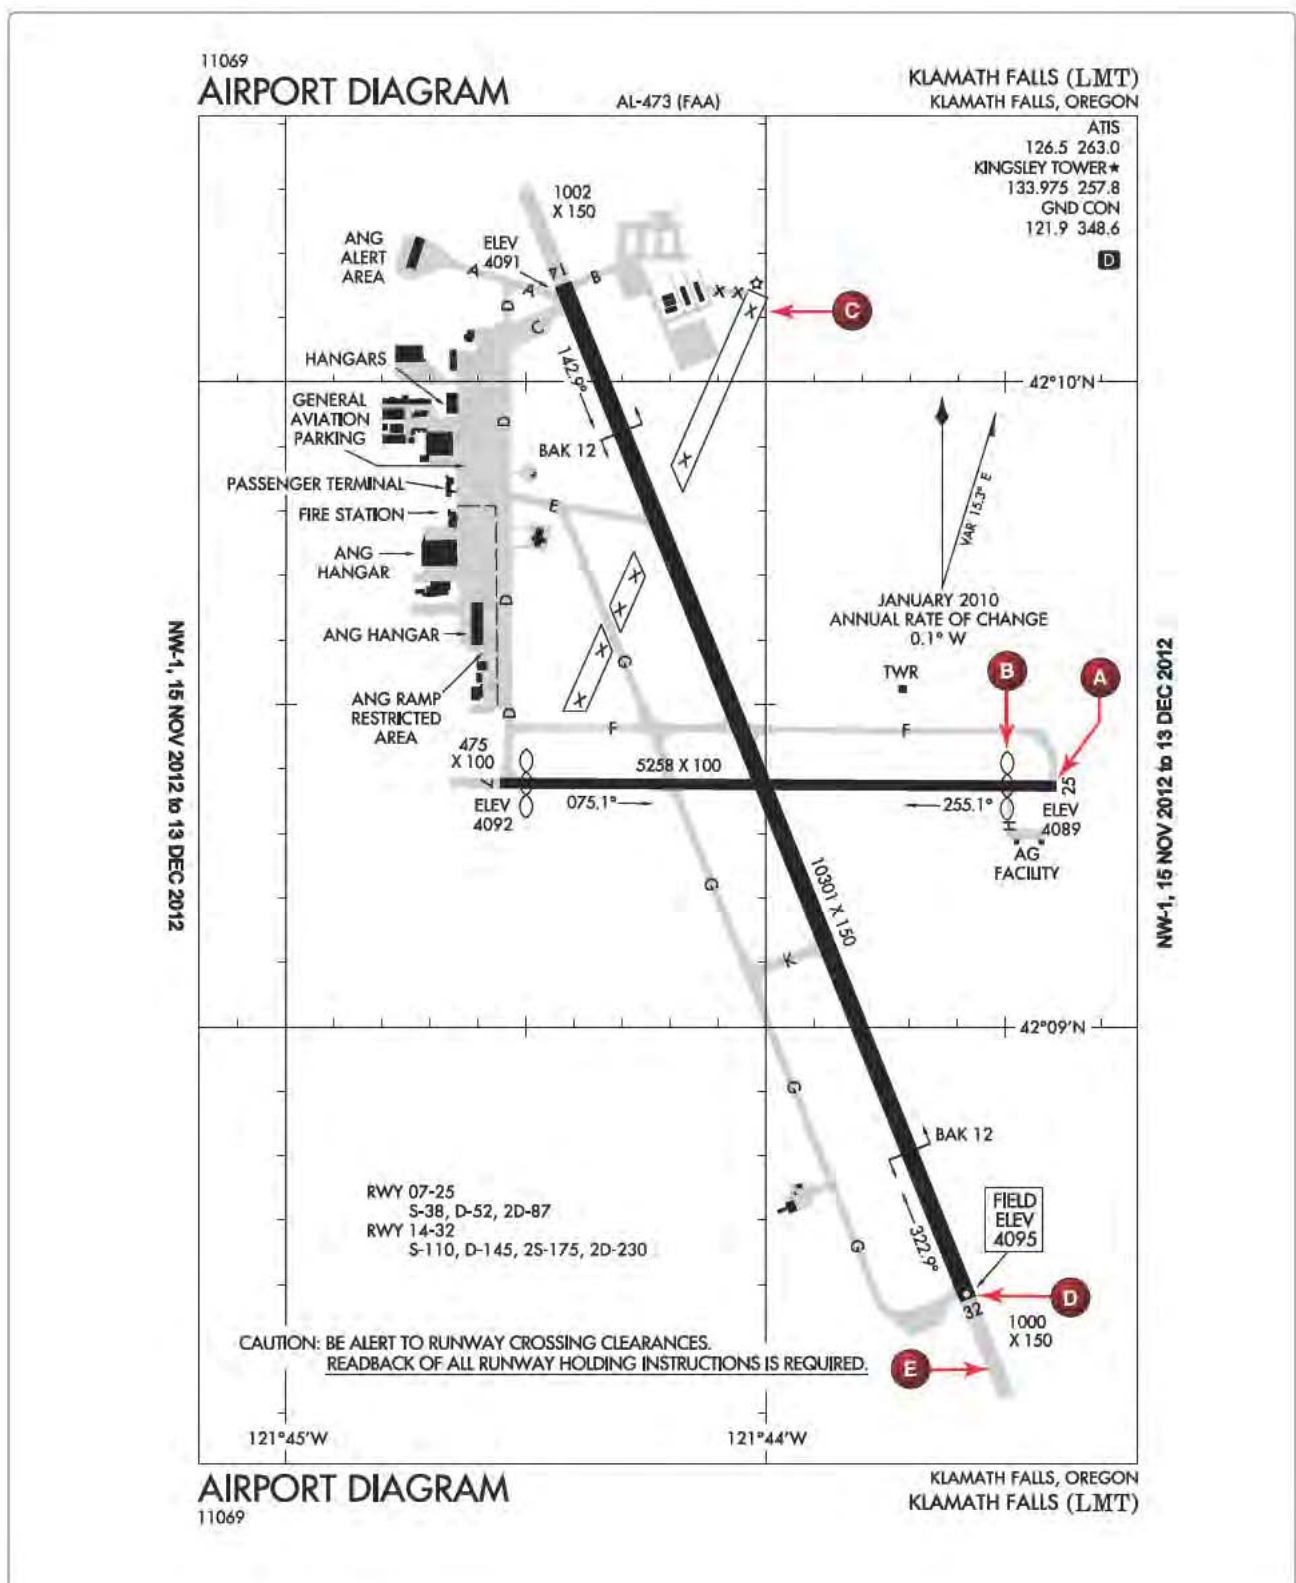 11069
AIRPORT DIAGRAM
AL-473 (FAA)
KLAMATH FALLS (LMT)
KLAMATH FALLS, OREGON
ATIS
126.5 263.0
KINGSLEY TOWER★
133.975 257.8
GND CON
121.9 348.6
D
1002
X 150
ANG
ALERT
AREA
ELEV
4091
14
A
A
B
D
C
X X
X
C
HANGARS
142.9°
42°10'N
GENERAL
AVIATION
PARKING
D
BAK 12
X
PASSENGER TERMINAL
E
FIRE STATION
VAR 15.3° E
ANG
HANGAR
X
X
D
JANUARY 2010
ANNUAL RATE OF CHANGE
0.1° W
ANG HANGAR
X
G
X
B
A
TWR
ANG RAMP
RESTRICTED
AREA
D
F
F
475
X 100
5258 X 100
7
25
ELEV
4092
075.1°
255.1°
ELEV
4089
H
AG
FACILITY
G
10301 X 150
K
42°09'N
G
BAK 12
RWY 07-25
S-38, D-52, 2D-87
RWY 14-32
S-110, D-145, 2S-175, 2D-230
FIELD
ELEV
4095
G
322.9°
D
32
1000
X 150
CAUTION: BE ALERT TO RUNWAY CROSSING CLEARANCES.
READBACK OF ALL RUNWAY HOLDING INSTRUCTIONS IS REQUIRED.
E
121°45'W
121°44'W
NW-1, 15 NOV 2012 to 13 DEC 2012
NW-1, 15 NOV 2012 to 13 DEC 2012
AIRPORT DIAGRAM
11069
KLAMATH FALLS, OREGON
KLAMATH FALLS (LMT)